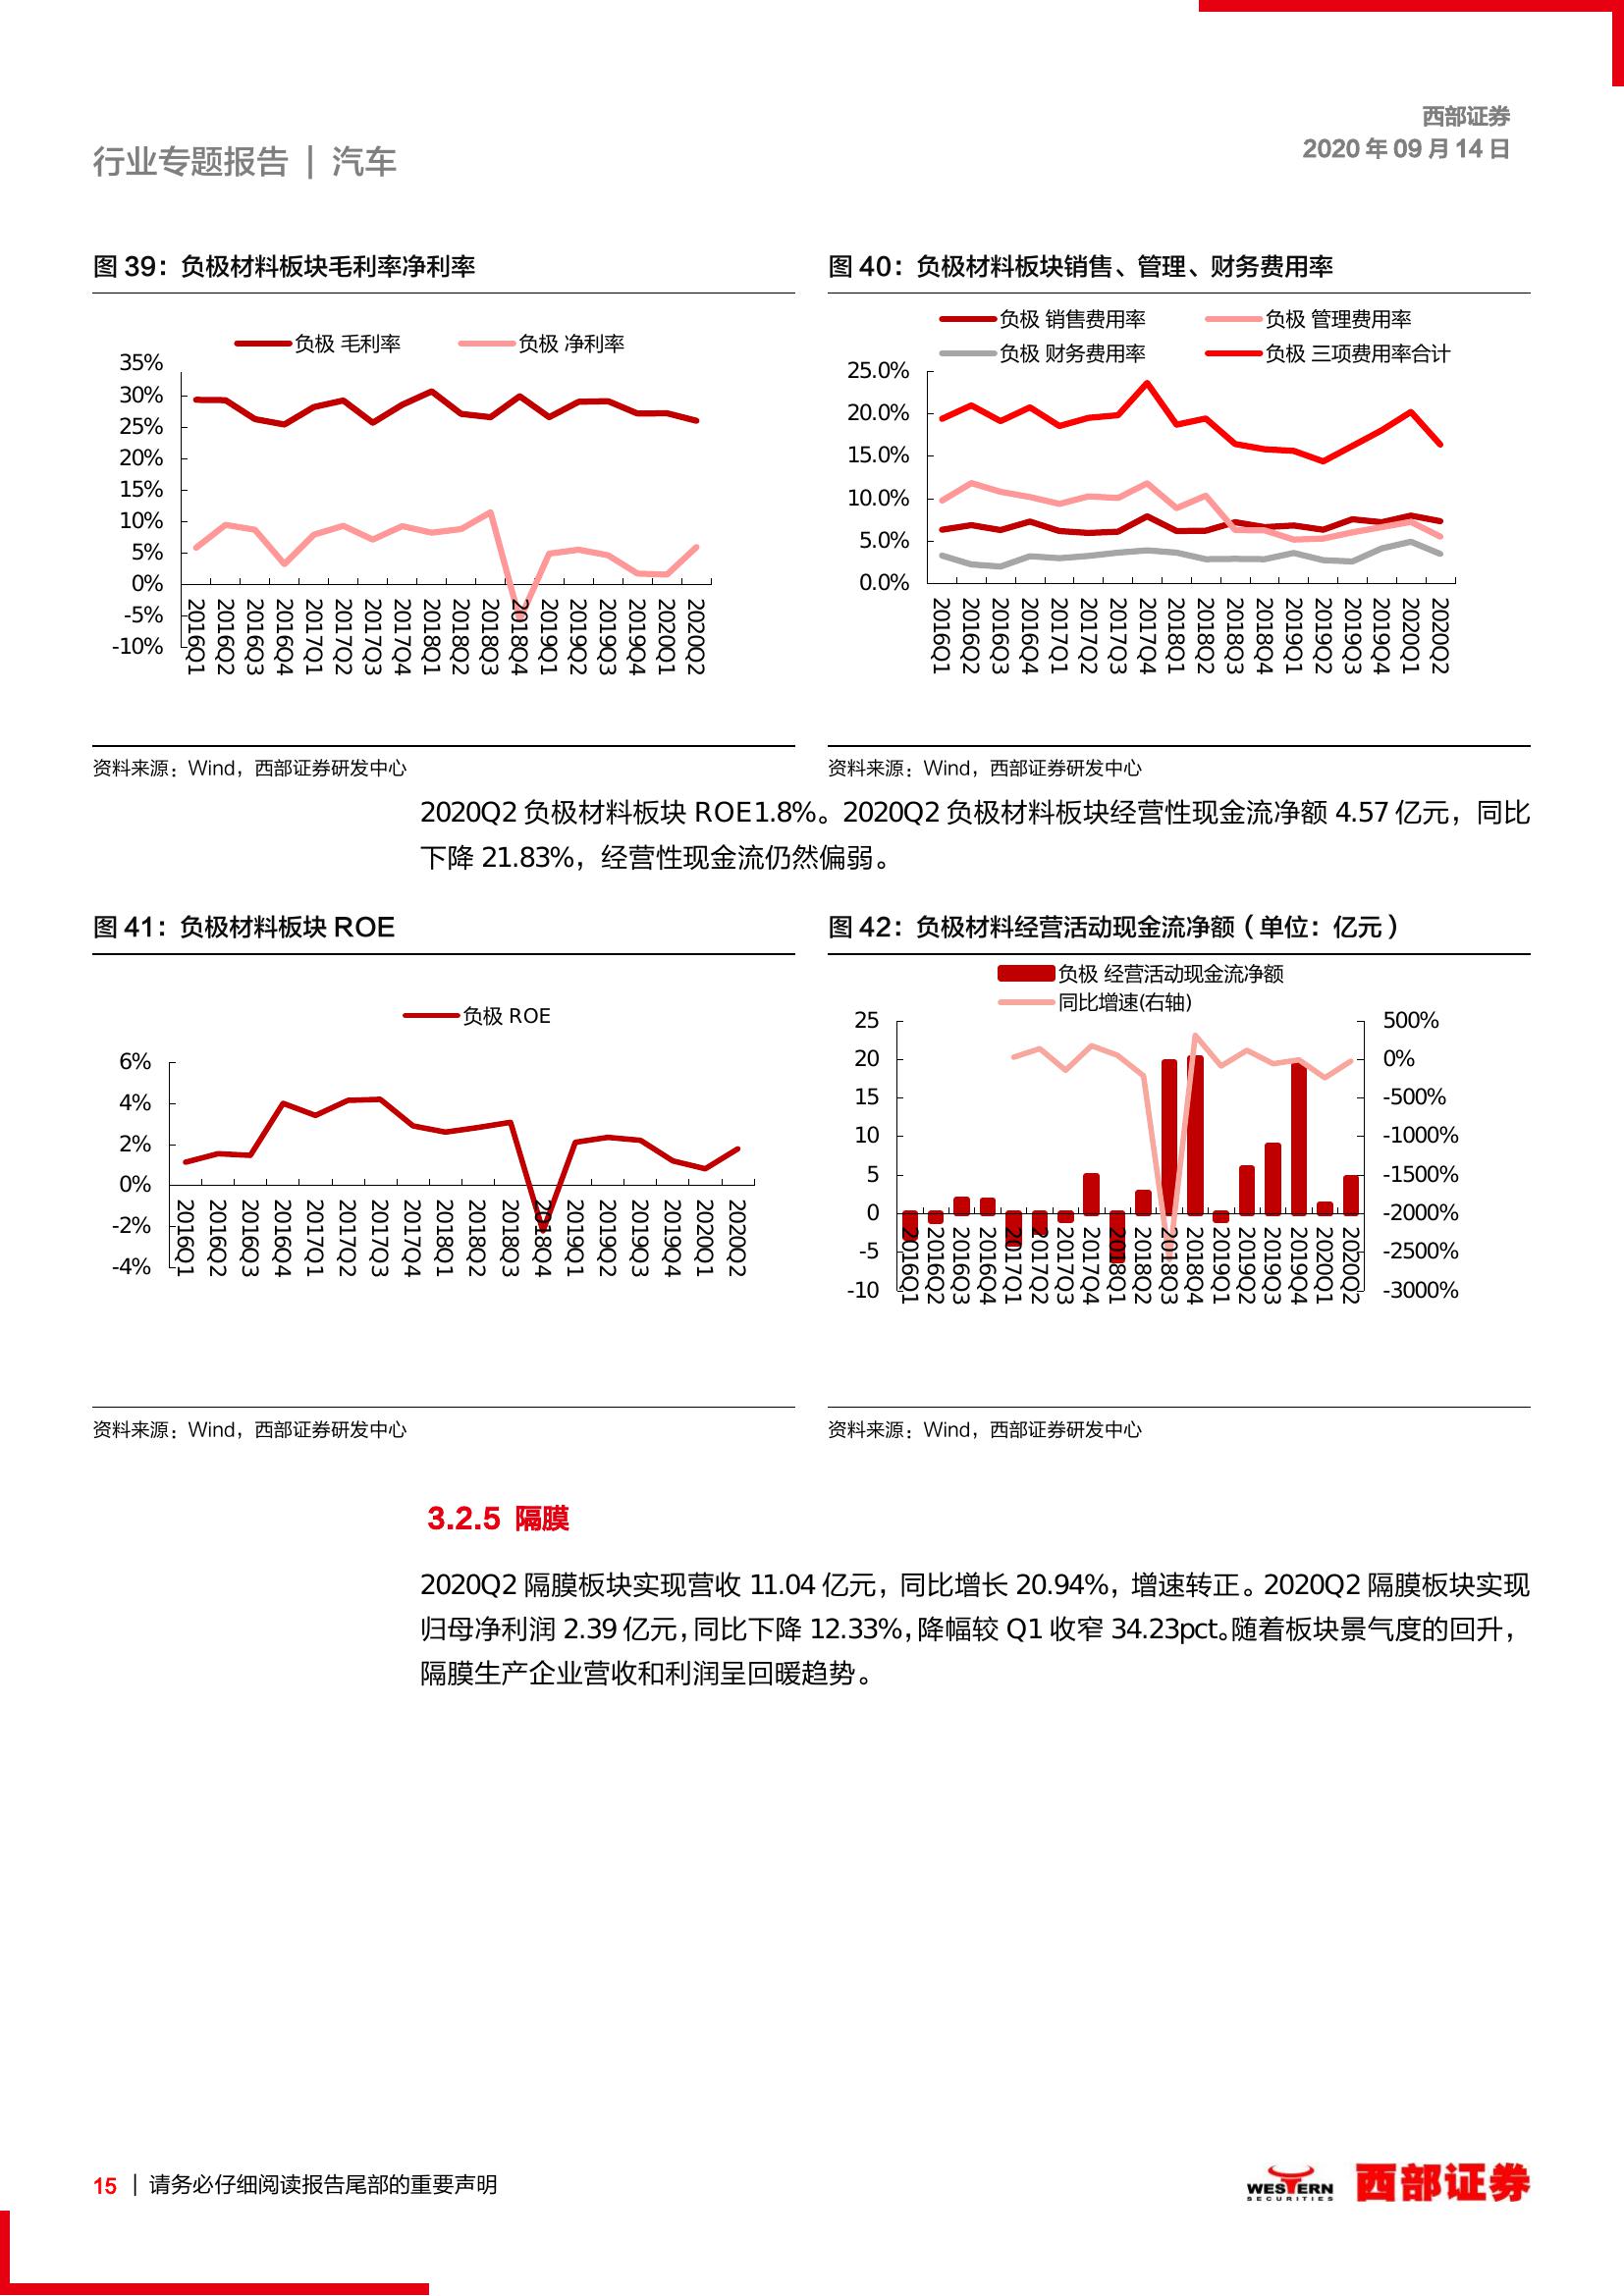 西部证券
2020 年 09 月 14 日
行业专题报告 | 汽车
图 39：负极材料板块毛利率净利率
负极 毛利率 负极 净利率
35%
30%
25%
20%
15%
10%
5%
0%
-5%
-10%
2016Q1 2016Q2 2016Q3 2016Q4 2017Q1 2017Q2 2017Q3 2017Q4 2018Q1 2018Q2 2018Q3 2018Q4 2019Q1 2019Q2 2019Q3 2019Q4 2020Q1 2020Q2
资料来源：Wind，西部证券研发中心
图 40：负极材料板块销售、管理、财务费用率
负极 销售费用率 负极 管理费用率
负极 财务费用率 负极 三项费用率合计
25.0%
20.0%
15.0%
10.0%
5.0%
0.0%
2016Q1 2016Q2 2016Q3 2016Q4 2017Q1 2017Q2 2017Q3 2017Q4 2018Q1 2018Q2 2018Q3 2018Q4 2019Q1 2019Q2 2019Q3 2019Q4 2020Q1 2020Q2
资料来源：Wind，西部证券研发中心
2020Q2 负极材料板块 ROE1.8%。2020Q2 负极材料板块经营性现金流净额 4.57 亿元，同比
下降 21.83%，经营性现金流仍然偏弱。
图 41：负极材料板块 ROE
负极 ROE
6%
4%
2%
0%
-2%
-4%
2016Q1 2016Q2 2016Q3 2016Q4 2017Q1 2017Q2 2017Q3 2017Q4 2018Q1 2018Q2 2018Q3 2018Q4 2019Q1 2019Q2 2019Q3 2019Q4 2020Q1 2020Q2
资料来源：Wind，西部证券研发中心
图 42：负极材料经营活动现金流净额（单位：亿元）
负极 经营活动现金流净额
同比增速(右轴)
25 500%
20 0%
15 -500%
10 -1000%
5 -1500%
0 -2000%
-5 -2500%
-10 -3000%
2016Q1 2016Q2 2016Q3 2016Q4 2017Q1 2017Q2 2017Q3 2017Q4 2018Q1 2018Q2 2018Q3 2018Q4 2019Q1 2019Q2 2019Q3 2019Q4 2020Q1 2020Q2
资料来源：Wind，西部证券研发中心
3.2.5 隔膜
2020Q2 隔膜板块实现营收 11.04 亿元，同比增长 20.94%，增速转正。2020Q2 隔膜板块实现
归母净利润 2.39 亿元，同比下降 12.33%，降幅较 Q1 收窄 34.23pct。随着板块景气度的回升，
隔膜生产企业营收和利润呈回暖趋势。
15 | 请务必仔细阅读报告尾部的重要声明
WESTERN
SECURITIES
西部证券